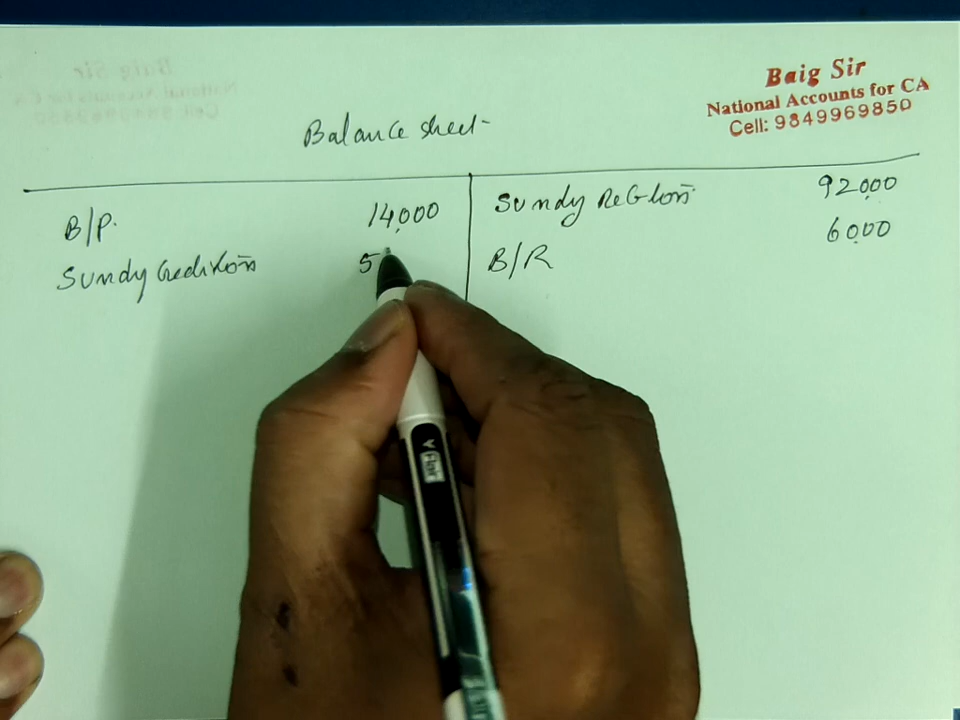 Baig Sir
National Accounts for CA
Cell: 9849969850
Balance sheet
B/P. 14,000
Sundy Creditors 5
Sundy 92,000
B/R 6,000
Flair